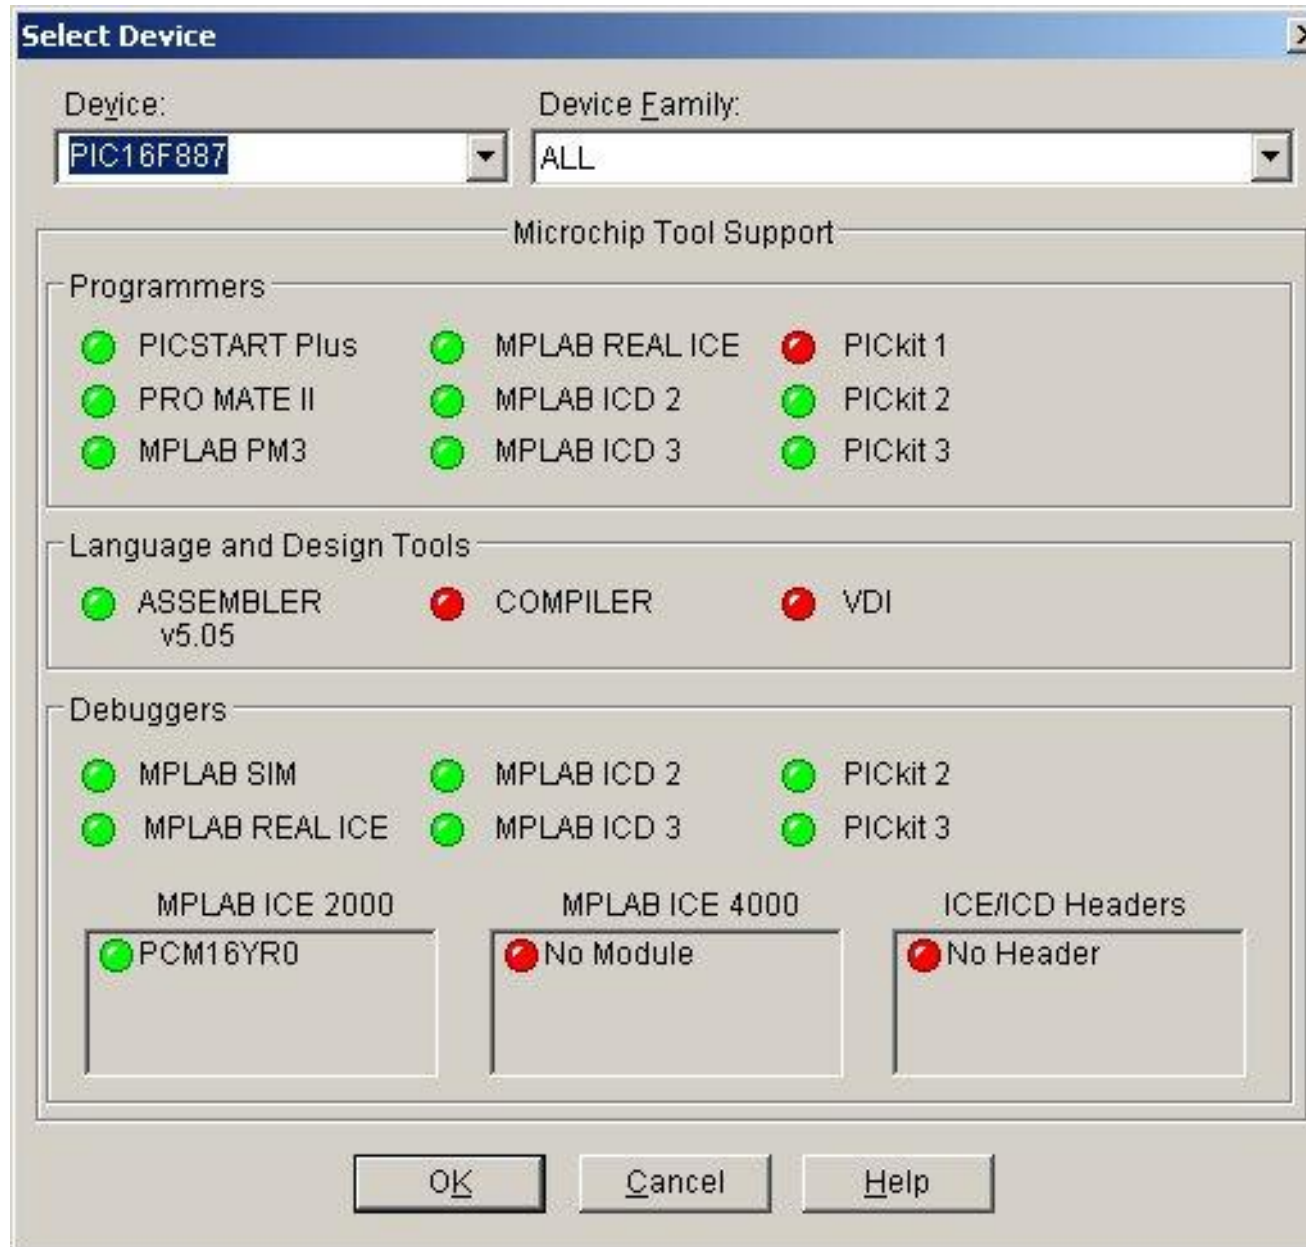 Select Device
Device: Device Family:
PIC16F887 ALL
Microchip Tool Support
Programmers
PICSTART Plus MPLAB REAL ICE PICkit 1
PRO MATE II MPLAB ICD 2 PICkit 2
MPLAB PM3 MPLAB ICD 3 PICkit 3
Language and Design Tools
ASSEMBLER COMPILER VDI
v5.05
Debuggers
MPLAB SIM MPLAB ICD 2 PICkit 2
MPLAB REAL ICE MPLAB ICD 3 PICkit 3
MPLAB ICE 2000 MPLAB ICE 4000 ICE/ICD Headers
PCM16YR0 No Module No Header
OK Cancel Help